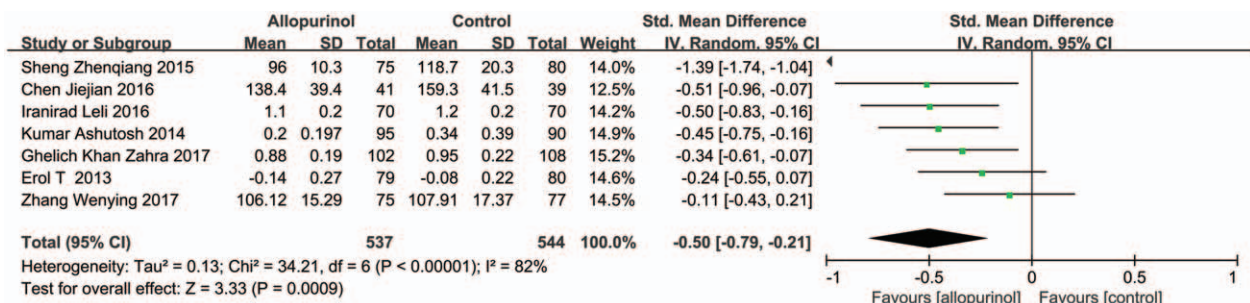 Allopurinol Control Std. Mean Difference Std. Mean Difference
Study or Subgroup Mean SD Total Mean SD Total Weight IV. Random. 95% CI IV. Random. 95% CI
Sheng Zhenqiang 2015 96 10.3 75 118.7 20.3 80 14.0% -1.39 [-1.74, -1.04]
Chen Jiejian 2016 138.4 39.4 41 159.3 41.5 39 12.5% -0.51 [-0.96, -0.07]
Iranirad Leli 2016 1.1 0.2 70 1.2 0.2 70 14.1% -0.50 [-0.83, -0.16]
Kumar Ashutosh 2014 0.2 0.197 95 0.34 0.39 90 14.9% -0.45 [-0.75, -0.16]
Ghelich Khan Zahra 2017 0.88 0.19 102 0.95 0.22 108 15.2% -0.34 [-0.61, -0.07]
Erol T 2013 -0.14 0.27 79 -0.08 0.22 80 14.6% -0.24 [-0.55, 0.07]
Zhang Wenying 2017 106.12 15.29 75 107.91 17.37 77 14.5% -0.11 [-0.43, 0.21]
Total (95% CI) 537 544 100.0% -0.50 [-0.79, -0.21]
Heterogeneity: Tau² = 0.13; Chi² = 34.21, df = 6 (P < 0.00001); I² = 82%
Test for overall effect: Z = 3.33 (P = 0.0009)
-1 -0.5 0 0.5 1
Favours [allopurinol] Favours [control]